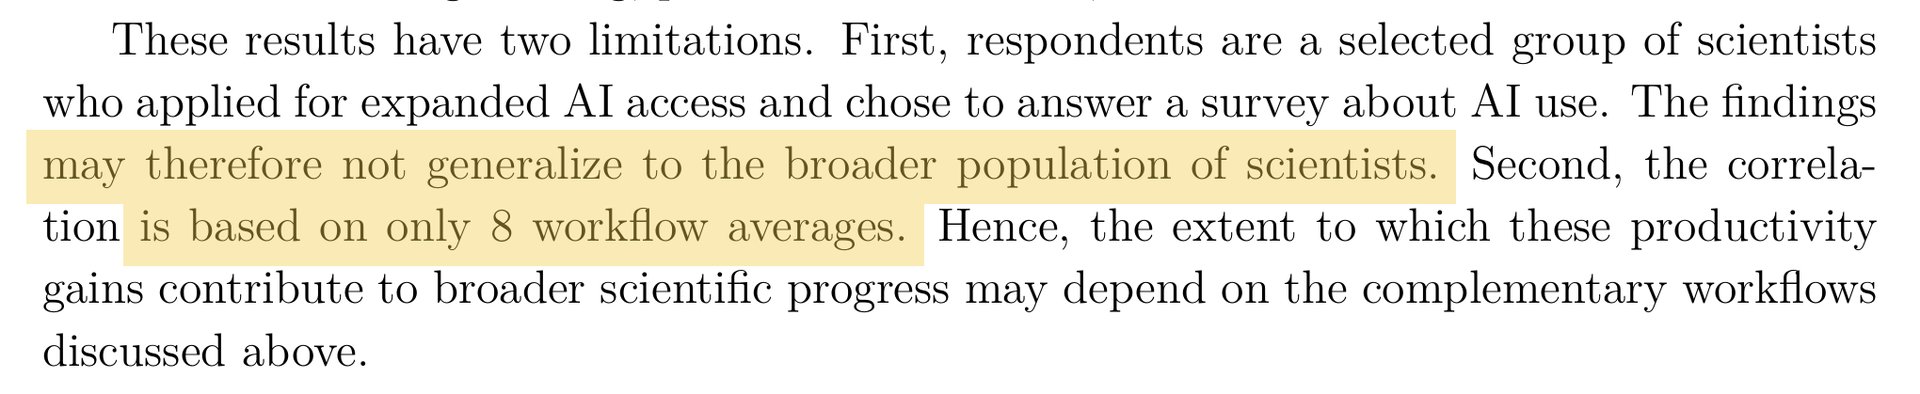 These results have two limitations. First, respondents are a selected group of scientists
who applied for expanded AI access and chose to answer a survey about AI use. The findings
may therefore not generalize to the broader population of scientists. Second, the correla-
tion is based on only 8 workflow averages. Hence, the extent to which these productivity
gains contribute to broader scientific progress may depend on the complementary workflows
discussed above.